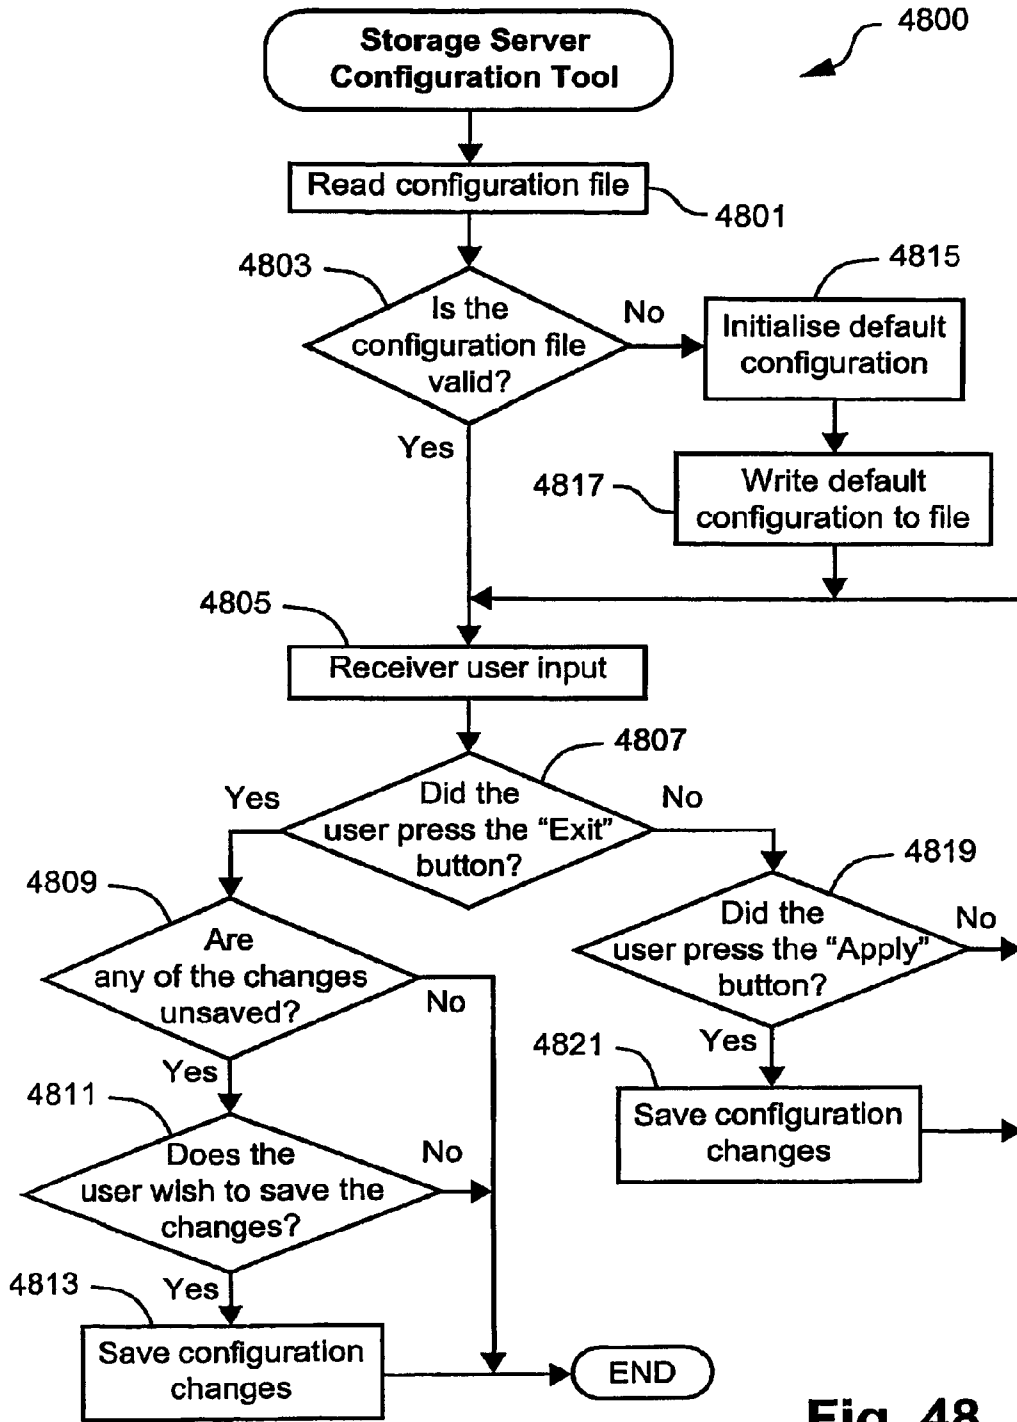 4800
Storage Server
Configuration Tool
Read configuration file
4801
4803
Is the
configuration file
valid?
No
Yes
4815
Initialise default
configuration
4817
Write default
configuration to file
4805
Receiver user input
4807
Did the
user press the “Exit”
button?
Yes
No
4809
Are
any of the changes
unsaved?
No
Yes
4819
Did the
user press the “Apply”
button?
No
Yes
4821
Save configuration
changes
4811
Does the
user wish to save the
changes?
No
Yes
4813
Save configuration
changes
END
Fig. 48